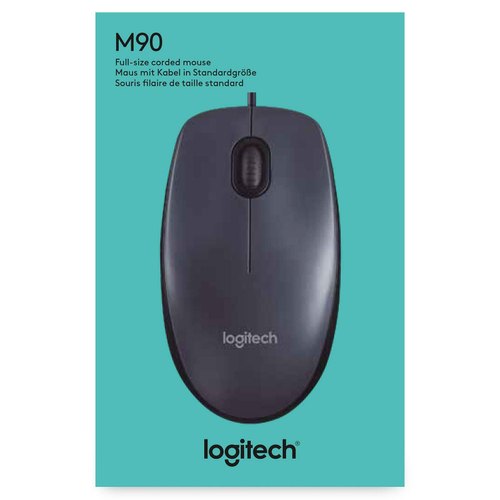 M90
Full-size corded mouse
Maus mit Kabel in Standardgröße
Souris filaire de taille standard
logitech
logitech®